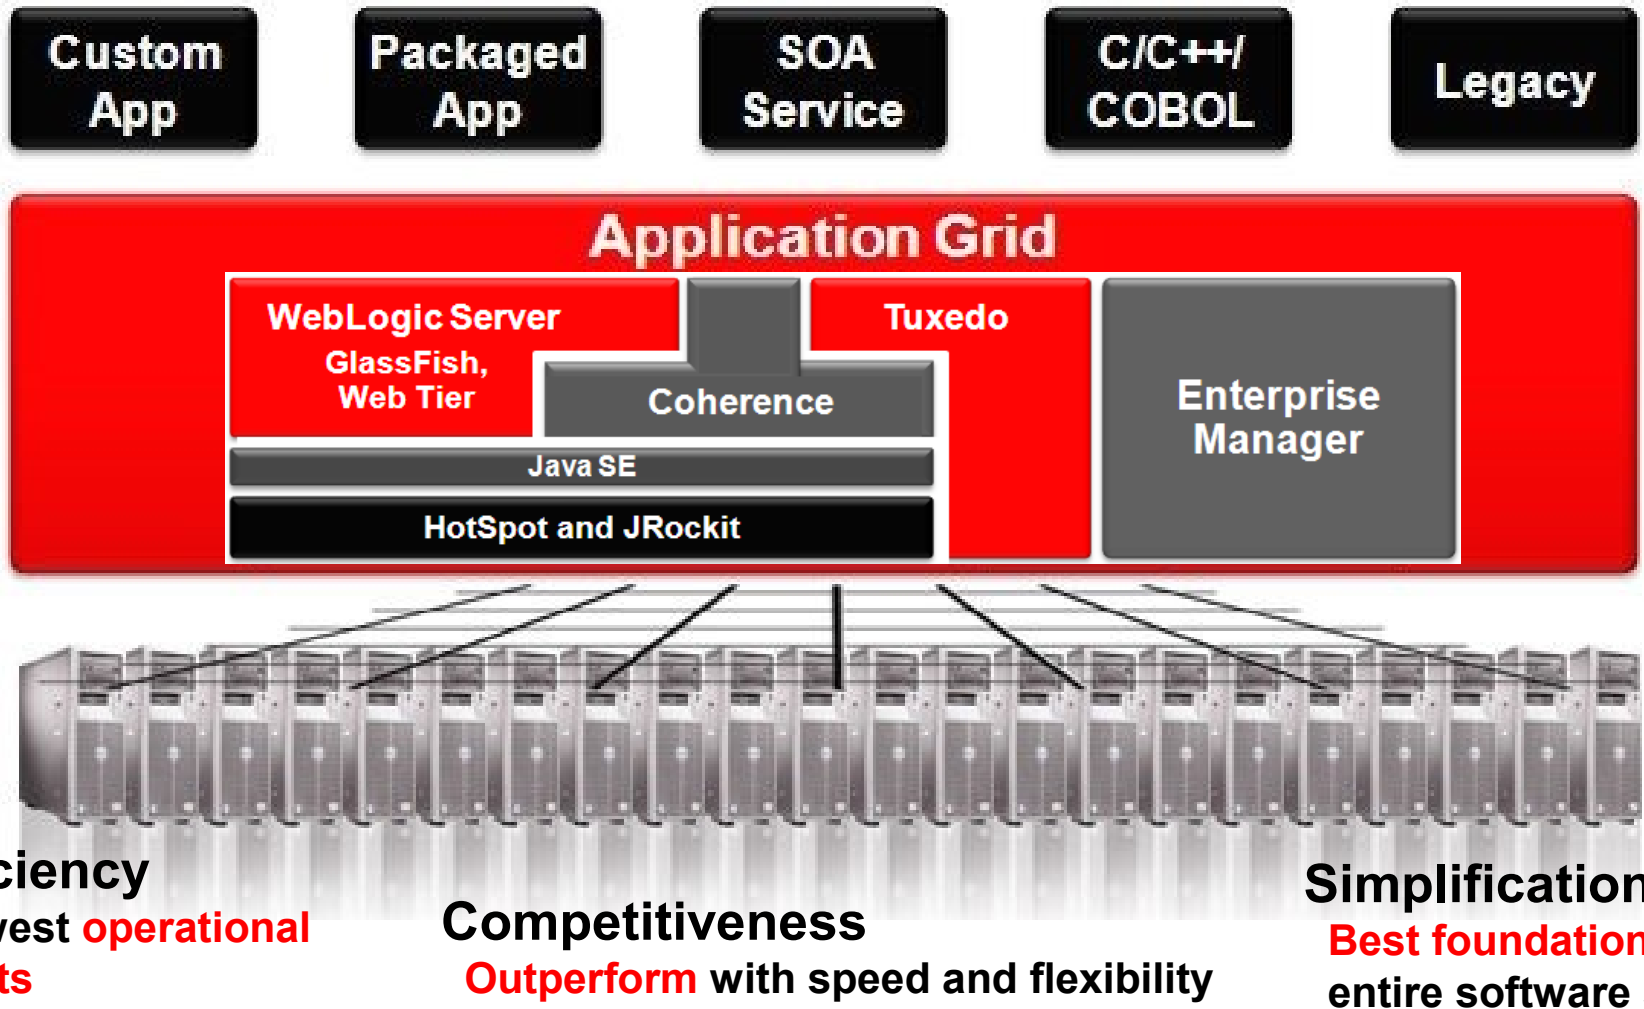 Custom
App
Packaged
App
SOA
Service
C/C++/
COBOL
Legacy
Application Grid
WebLogic Server
GlassFish,
Web Tier
Coherence
Tuxedo
Enterprise
Manager
Java SE
HotSpot and JRockit
ciency
vest operational
ts
Competitiveness
Outperform with speed and flexibility
Simplification
Best foundation
entire software